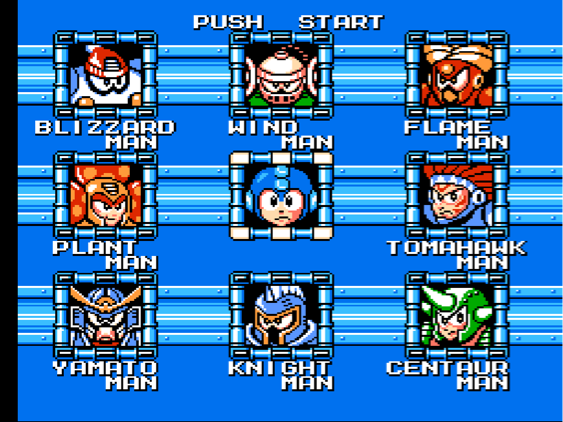 PUSH START
BLIZZARD MAN
WIND MAN
FLAME MAN
PLANT MAN
TOMAHAWK MAN
YAMATO MAN
KNIGHT MAN
CENTAUR MAN